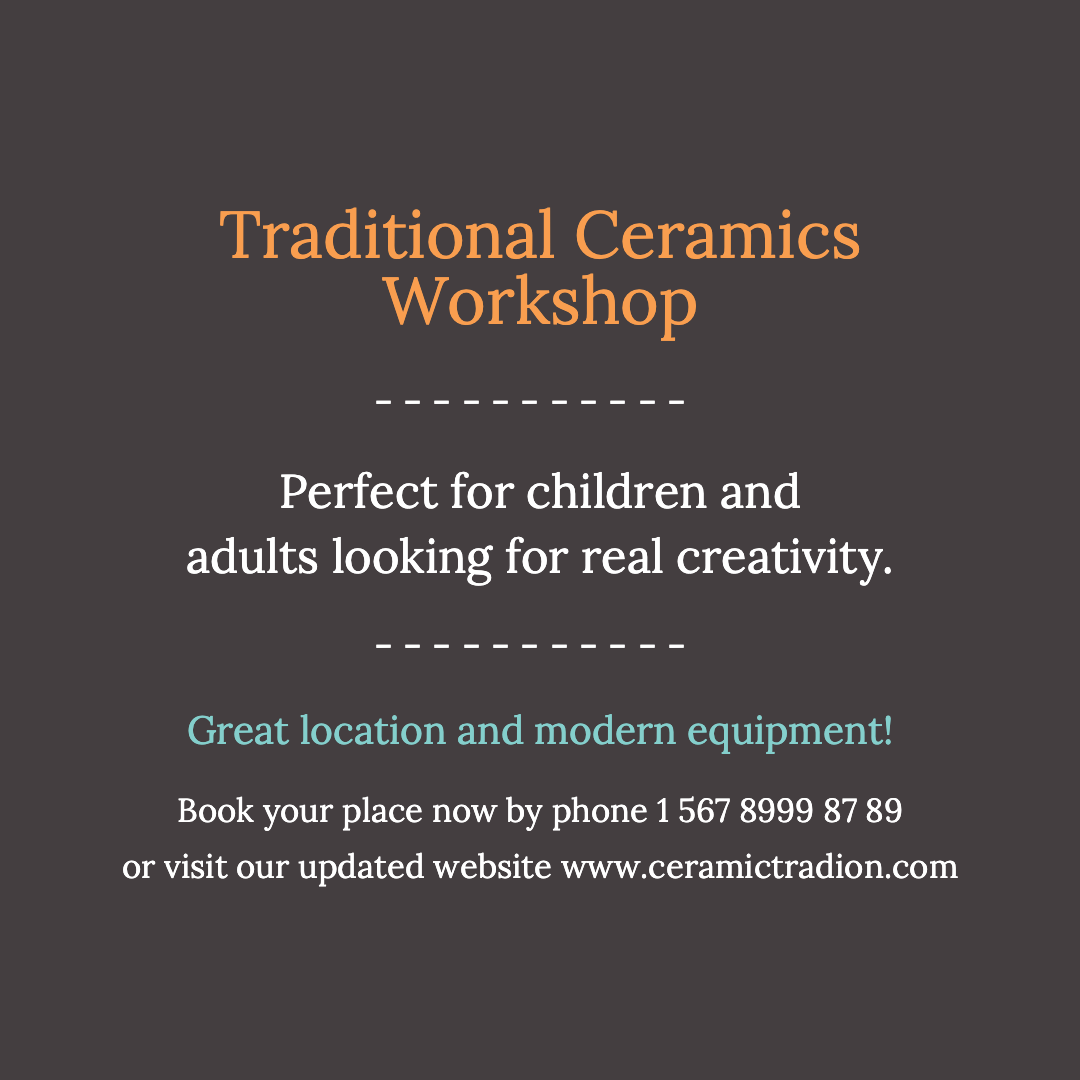 Traditional Ceramics
Workshop
- - - - - - - - - - -
Perfect for children and
adults looking for real creativity.
- - - - - - - - - - -
Great location and modern equipment!
Book your place now by phone 1 567 8999 87 89
or visit our updated website www.ceramictradion.com